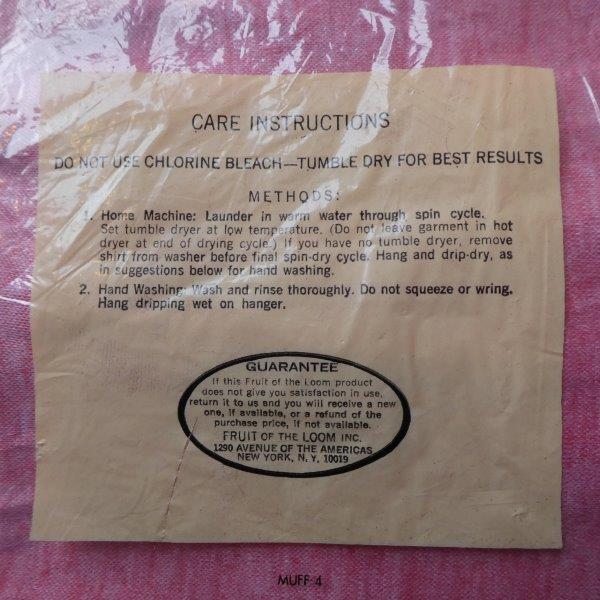 CARE INSTRUCTIONS
DO NOT USE CHLORINE BLEACH—TUMBLE DRY FOR BEST RESULTS
METHODS:
1. Home Machine: Launder in warm water through spin cycle.
Set tumble dryer at low temperature. (Do not leave garment in hot
dryer at end of drying cycle.) If you have no tumble dryer, remove
shirt from washer before final spin-dry cycle. Hang and drip-dry, as
in suggestions below for hand washing.
2. Hand Washing: Wash and rinse thoroughly. Do not squeeze or wring.
Hang dripping wet on hanger.
GUARANTEE
If this Fruit of the Loom product
does not give you satisfaction in use,
return it to us and you will receive a new
one, if available, or a refund of the
purchase price, if not available.
FRUIT OF THE LOOM INC.
1290 AVENUE OF THE AMERICAS
NEW YORK, N. Y. 10019
MUFF-4